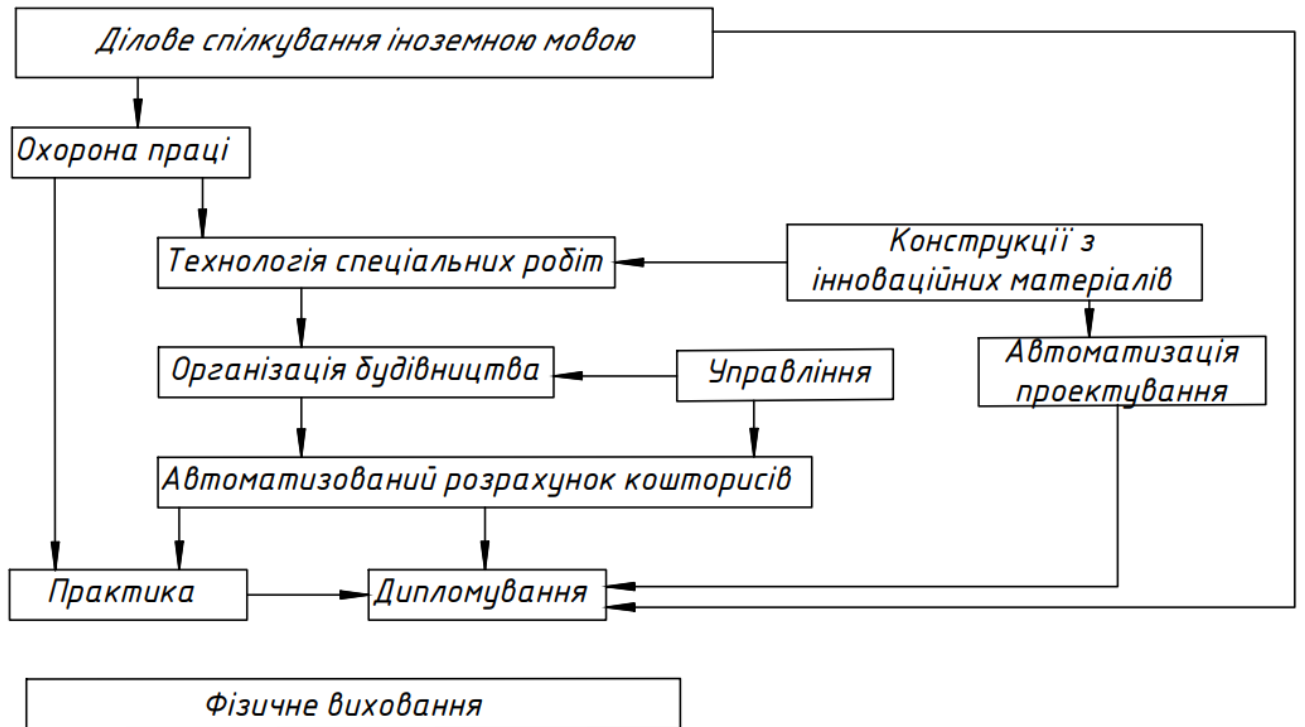 Ділове спілкування іноземною мовою
Охорона праці
Технологія спеціальних робіт
Конструкції з
інноваційних матеріалів
Організація будівництва
Управління
Автоматизація
проектування
Автоматизований розрахунок кошторисів
Практика
Дипломування
Фізичне виховання